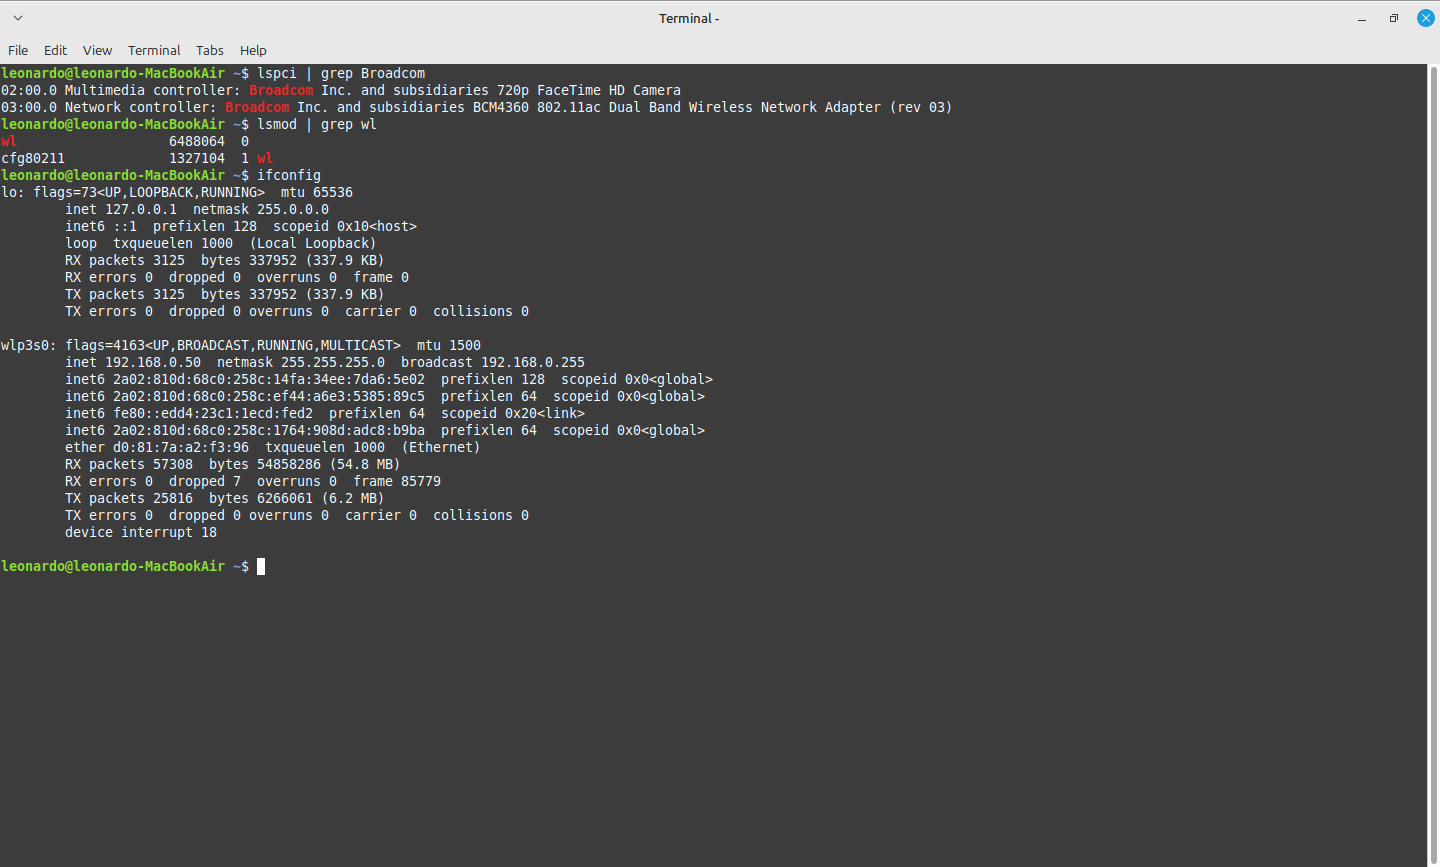 Terminal -
File Edit View Terminal Tabs Help
leonardo@leonardo-MacBookAir ~$ lspci | grep Broadcom
02:00.0 Multimedia controller: Broadcom Inc. and subsidiaries 720p FaceTime HD Camera
03:00.0 Network controller: Broadcom Inc. and subsidiaries BCM4360 802.11ac Dual Band Wireless Network Adapter (rev 03)
leonardo@leonardo-MacBookAir ~$ lsmod | grep wl
wl                   6488064  0
cfg80211             1327104  1 wl
leonardo@leonardo-MacBookAir ~$ ifconfig
lo: flags=73<UP,LOOPBACK,RUNNING>  mtu 65536
        inet 127.0.0.1  netmask 255.0.0.0
        inet6 ::1  prefixlen 128  scopeid 0x10<host>
        loop  txqueuelen 1000  (Local Loopback)
        RX packets 3125  bytes 337952 (337.9 KB)
        RX errors 0  dropped 0  overruns 0  frame 0
        TX packets 3125  bytes 337952 (337.9 KB)
        TX errors 0  dropped 0 overruns 0  carrier 0  collisions 0

wlp3s0: flags=4163<UP,BROADCAST,RUNNING,MULTICAST>  mtu 1500
        inet 192.168.0.50  netmask 255.255.255.0  broadcast 192.168.0.255
        inet6 2a02:810d:68c0:258c:14fa:34ee:7da6:5e02  prefixlen 128  scopeid 0x0<global>
        inet6 2a02:810d:68c0:258c:ef44:a6e3:5385:89c5  prefixlen 64  scopeid 0x0<global>
        inet6 fe80::edd4:23c1:1ecd:fed2  prefixlen 64  scopeid 0x20<link>
        inet6 2a02:810d:68c0:258c:1764:908d:adc8:b9ba  prefixlen 64  scopeid 0x0<global>
        ether d0:81:7a:a2:f3:96  txqueuelen 1000  (Ethernet)
        RX packets 57308  bytes 54858286 (54.8 MB)
        RX errors 0  dropped 7  overruns 0  frame 85779
        TX packets 25816  bytes 6266061 (6.2 MB)
        TX errors 0  dropped 0 overruns 0  carrier 0  collisions 0
        device interrupt 18

leonardo@leonardo-MacBookAir ~$